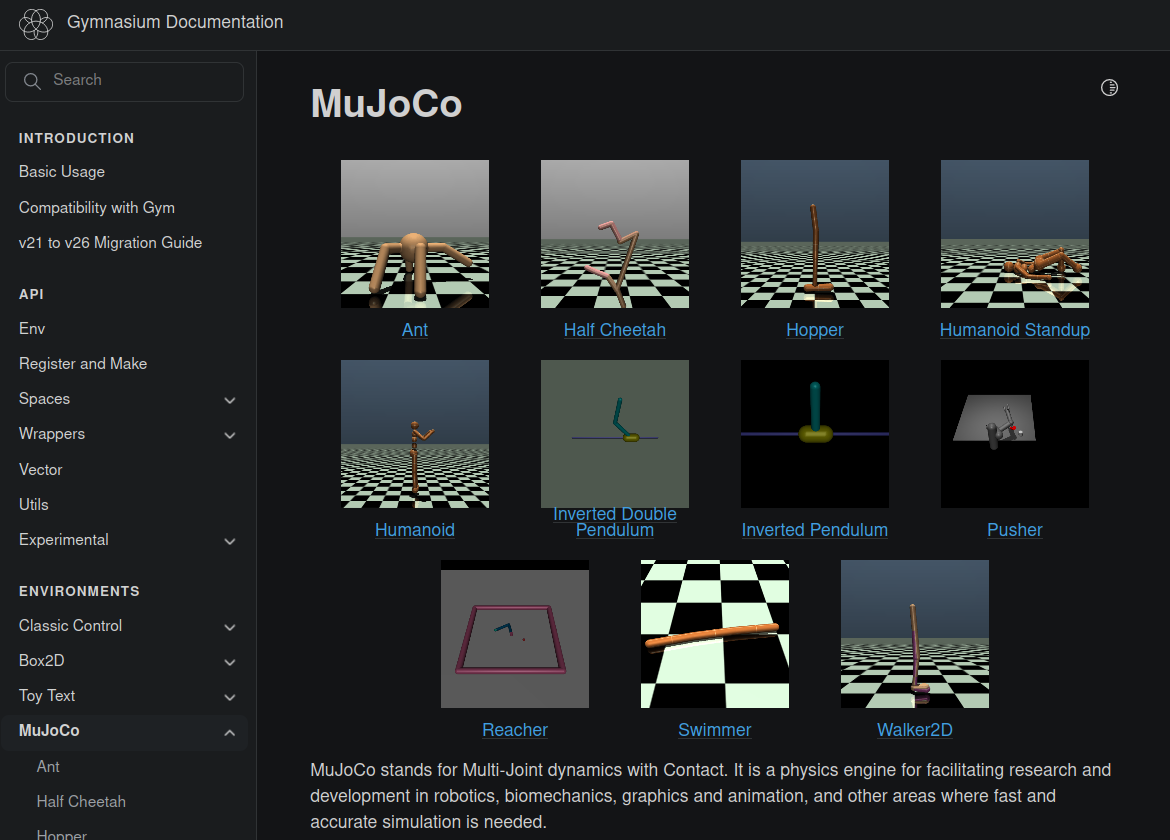 Gymnasium Documentation
Search
INTRODUCTION
Basic Usage
Compatibility with Gym
v21 to v26 Migration Guide
API
Env
Register and Make
Spaces
Wrappers
Vector
Utils
Experimental
ENVIRONMENTS
Classic Control
Box2D
Toy Text
MuJoCo
Ant
Half Cheetah
Hopper
MuJoCo
Ant
Half Cheetah
Hopper
Humanoid Standup
Humanoid
Inverted Double
Pendulum
Inverted Pendulum
Pusher
Reacher
Swimmer
Walker2D
MuJoCo stands for Multi-Joint dynamics with Contact. It is a physics engine for facilitating research and
development in robotics, biomechanics, graphics and animation, and other areas where fast and
accurate simulation is needed.